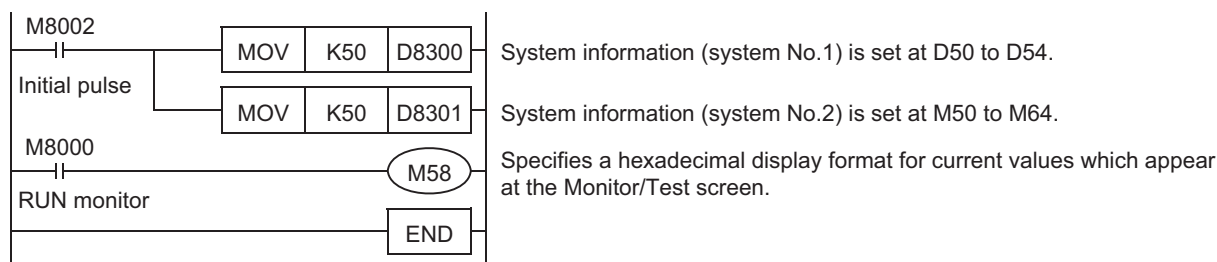 M8002
MOV K50 D8300 System information (system No.1) is set at D50 to D54.
Initial pulse
MOV K50 D8301 System information (system No.2) is set at M50 to M64.
M8000
M58 Specifies a hexadecimal display format for current values which appear
at the Monitor/Test screen.
RUN monitor
END